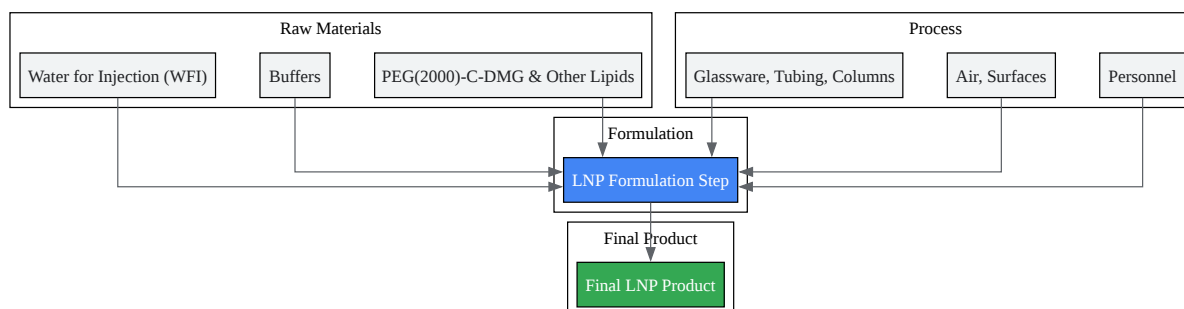 Raw Materials
Process
Water for Injection (WFI)
Buffers
PEG(2000)-C-DMG & Other Lipids
Glassware, Tubing, Columns
Air, Surfaces
Personnel
Formulation
LNP Formulation Step
Final Product
Final LNP Product